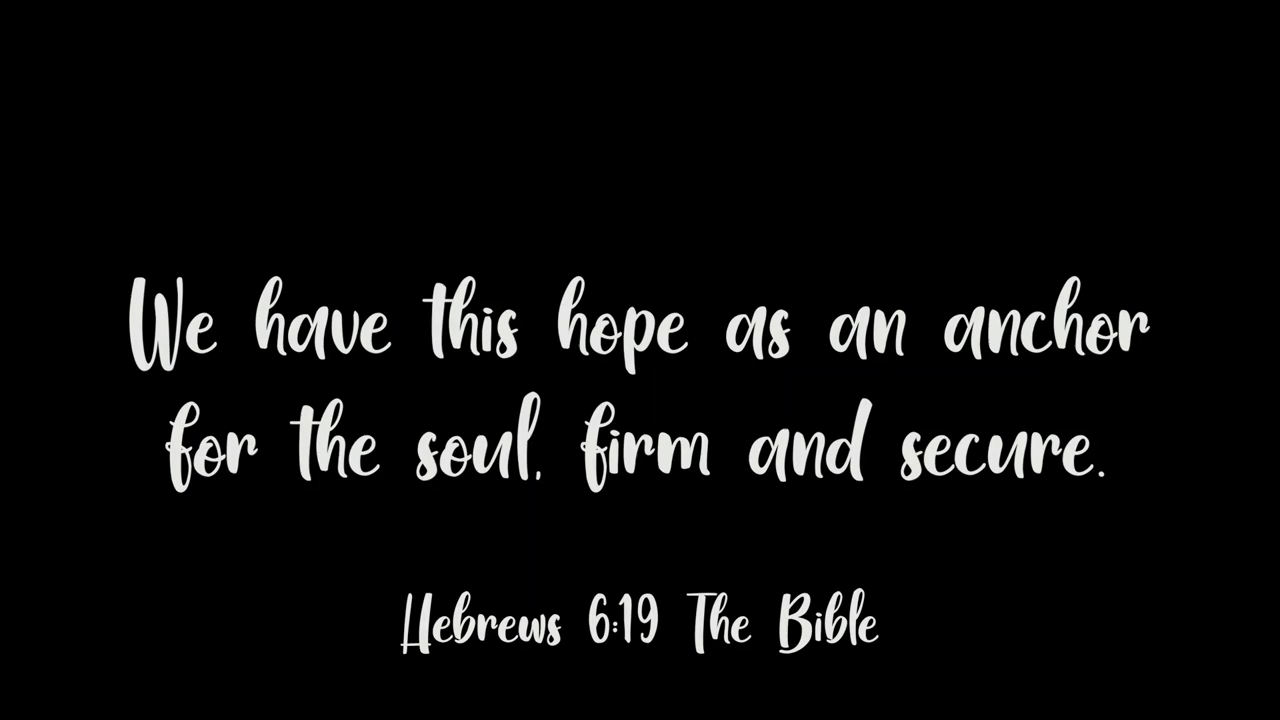 We have this hope as an anchor
for the soul, firm and secure.
Hebrews 6:19 The Bible